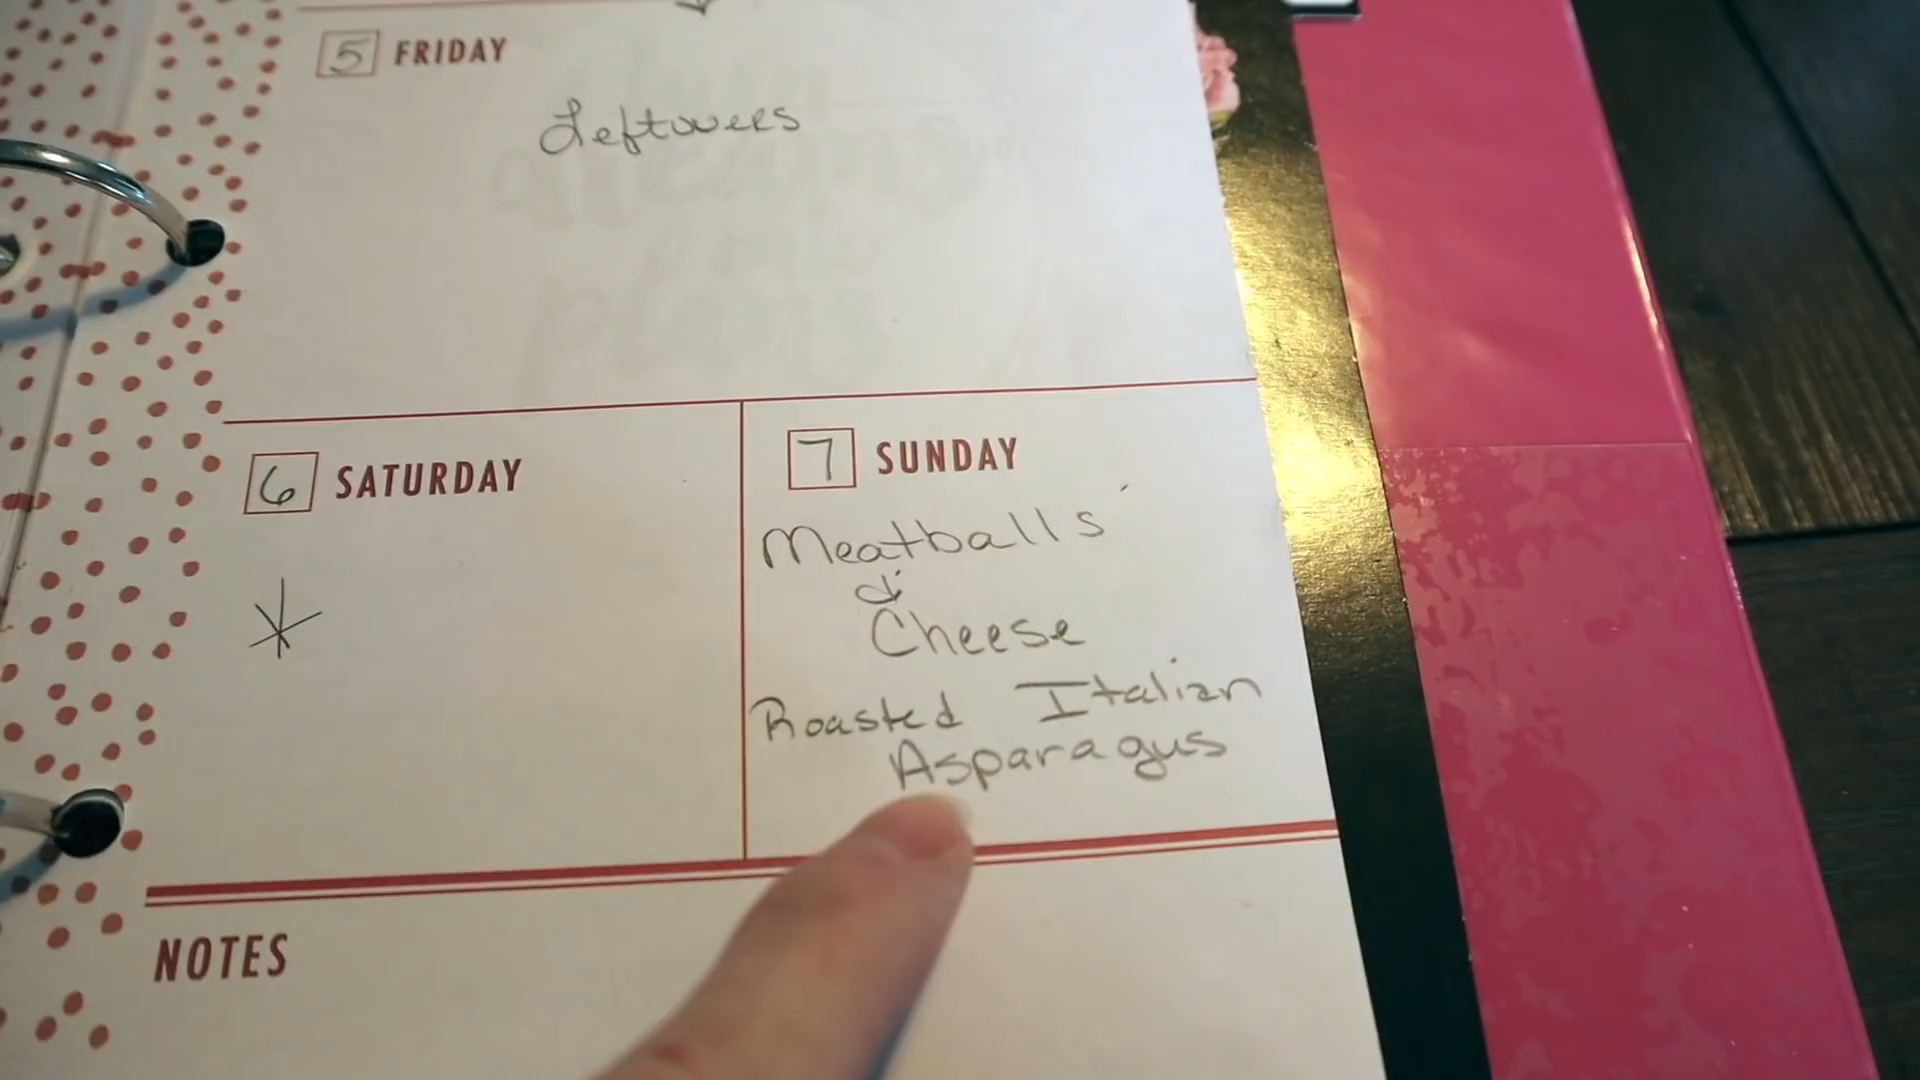 5 FRIDAY
Leftovers
6 SATURDAY
7 SUNDAY
Meatballs
&
Cheese
Roasted Italian
Asparagus
NOTES